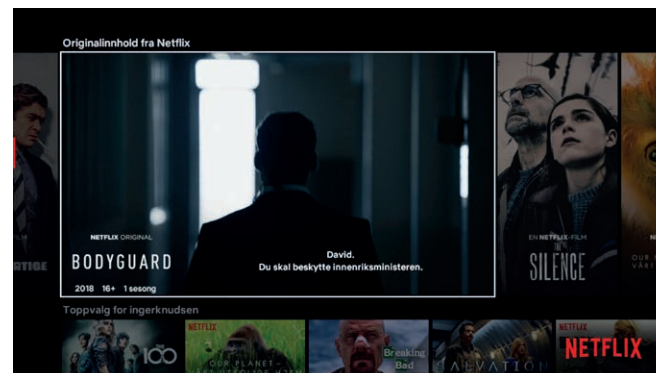 Originalinnhold fra Netflix
NETFLIX ORIGINAL
BODYGUARD
2018 16+ 1 sesong
David.
Du skal beskytte innenriksministeren.
EN NETFLIX-FILM
THE
SILENCE
Toppvalg for ingerknudsen
THE
100
NETFLIX
OUR PLANET –
Breaking
Bad
SALVATION
NETFLIX
NETFLIX